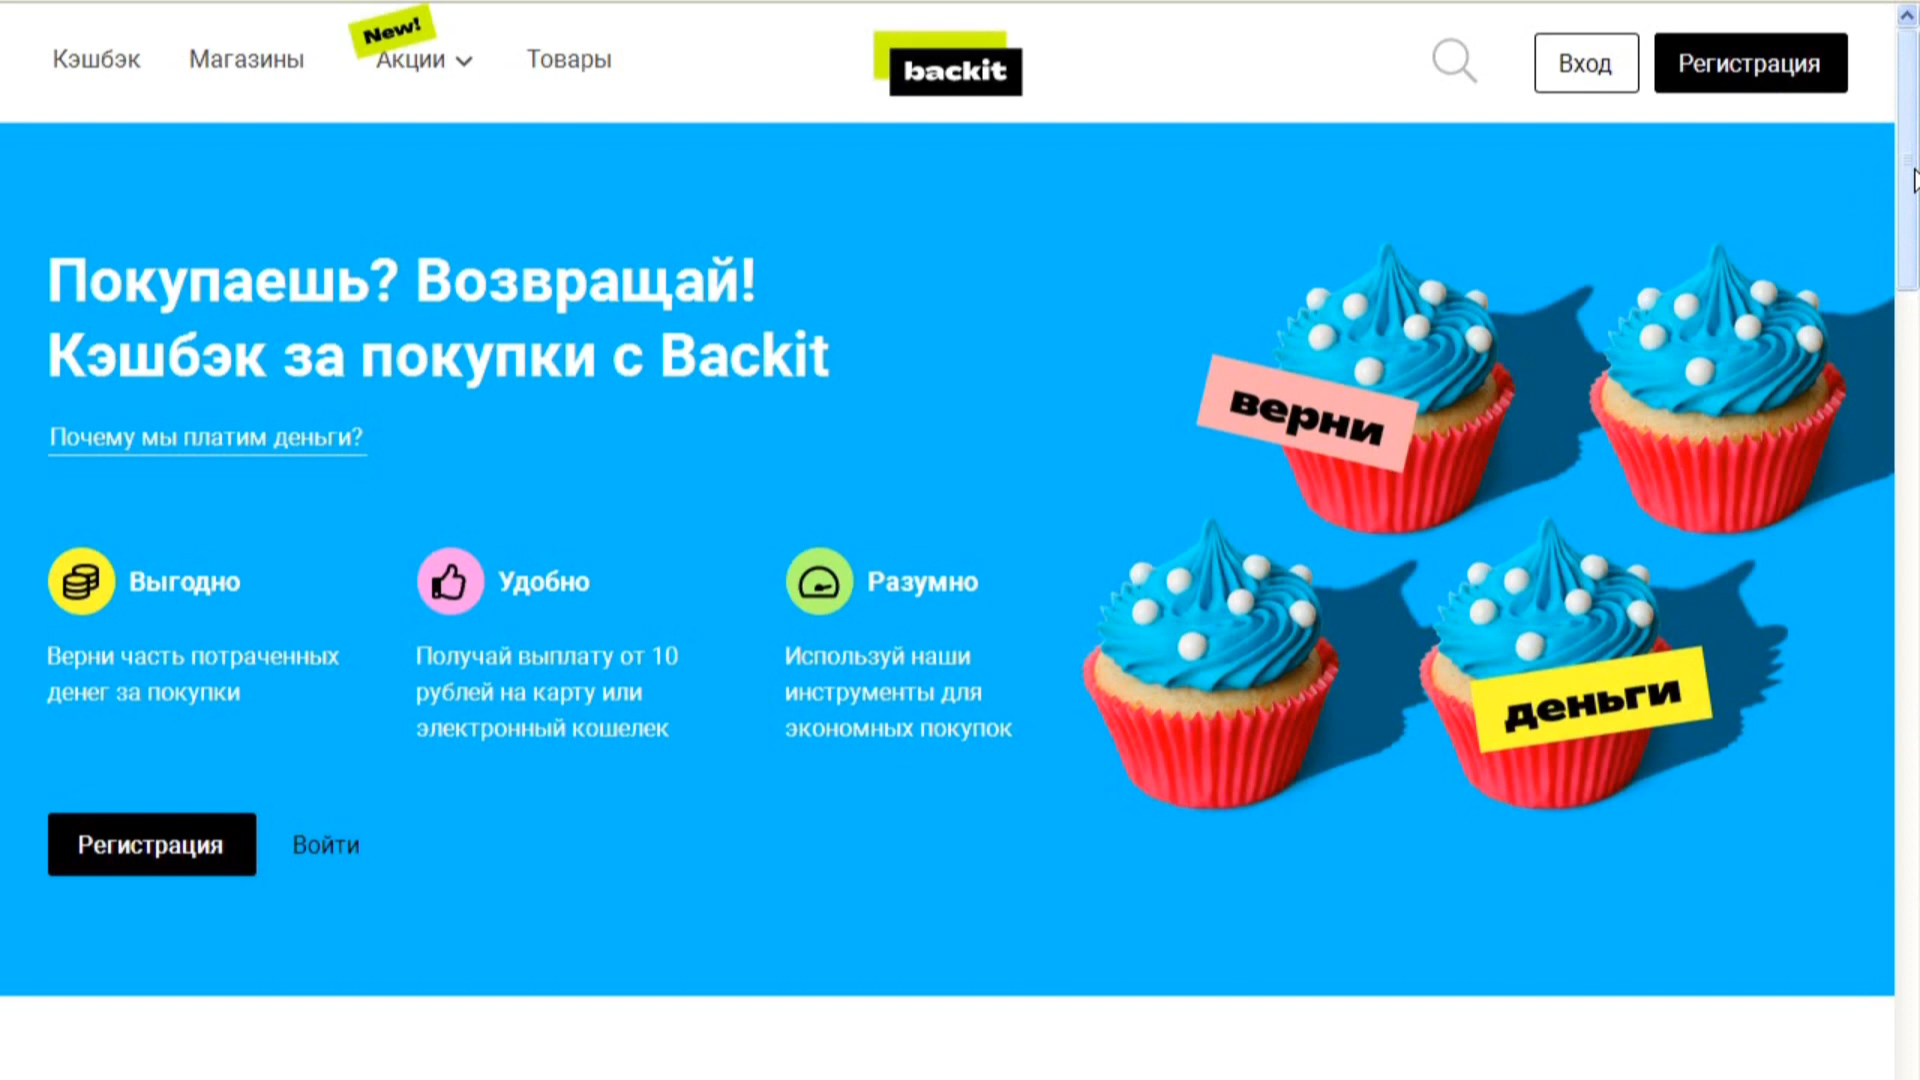 New!
Кэшбэк
Магазины
Акции
Товары
backit
Вход
Регистрация
Покупаешь? Возвращай!
Кэшбэк за покупки с Backit
Почему мы платим деньги?
верни
деньги
Выгодно
Верни часть потраченных
денег за покупки
Удобно
Получай выплату от 10
рублей на карту или
электронный кошелек
Разумно
Используй наши
инструменты для
экономных покупок
Регистрация
Войти